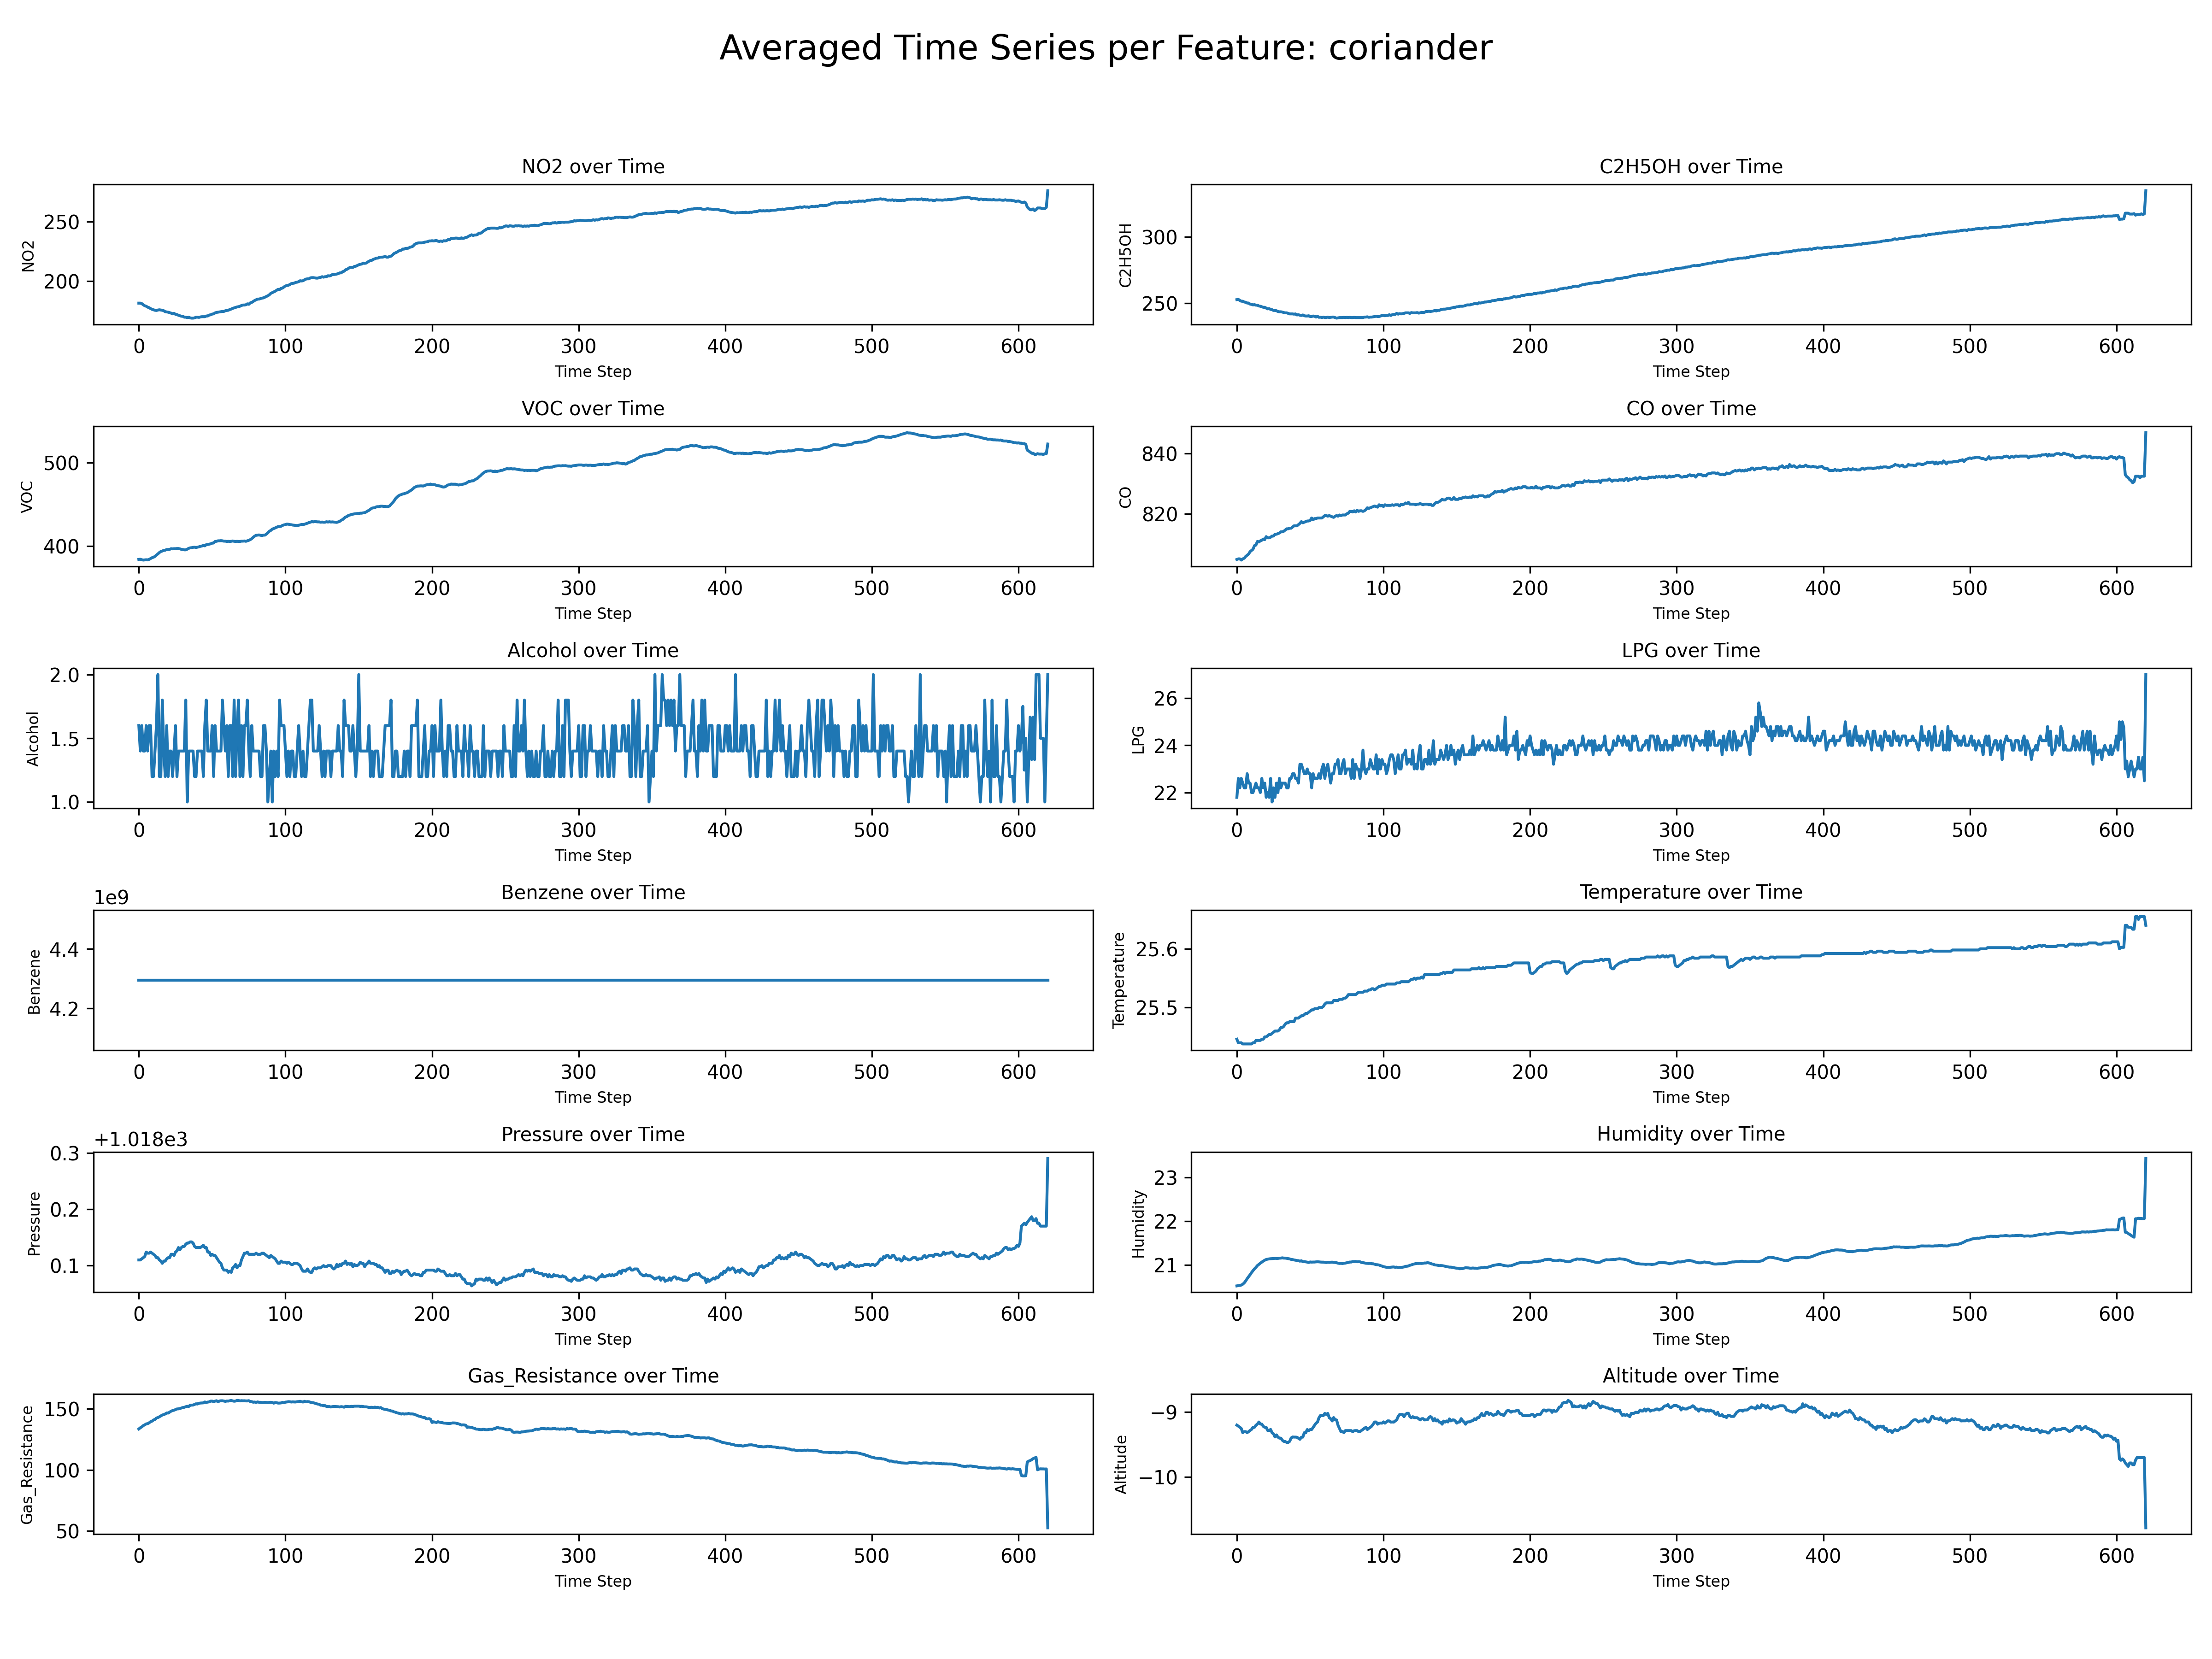 Averaged Time Series per Feature: coriander
NO2 over Time
NO2
250
200
0 100 200 300 400 500 600
Time Step
C2H5OH over Time
C2H5OH
300
250
0 100 200 300 400 500 600
Time Step
VOC over Time
VOC
500
400
0 100 200 300 400 500 600
Time Step
CO over Time
CO
840
820
0 100 200 300 400 500 600
Time Step
Alcohol over Time
Alcohol
2.0
1.5
1.0
0 100 200 300 400 500 600
Time Step
LPG over Time
LPG
26
24
22
0 100 200 300 400 500 600
Time Step
Benzene over Time
1e9
Benzene
4.4
4.2
0 100 200 300 400 500 600
Time Step
Temperature over Time
Temperature
25.6
25.5
0 100 200 300 400 500 600
Time Step
Pressure over Time
+1.018e3
Pressure
0.3
0.2
0.1
0 100 200 300 400 500 600
Time Step
Humidity over Time
Humidity
23
22
21
0 100 200 300 400 500 600
Time Step
Gas_Resistance over Time
Gas_Resistance
150
100
50
0 100 200 300 400 500 600
Time Step
Altitude over Time
Altitude
−9
−10
0 100 200 300 400 500 600
Time Step